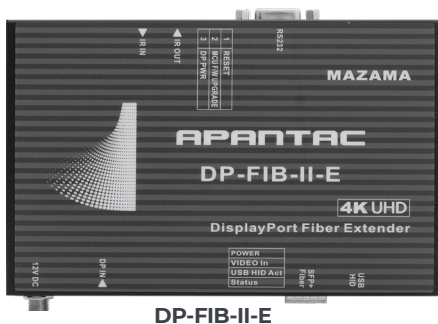 IR IN
IR OUT
3 DP PWR
2 MCU F/W UPGRADE
1 RESET
RS232
MAZAMA
APANTAC
DP-FIB-II-E
4K UHD
DisplayPort Fiber Extender
12V DC
DP IN
POWER
VIDEO In
USB HID Act
Status
SFP+
Fiber
USB
HID
DP-FIB-II-E